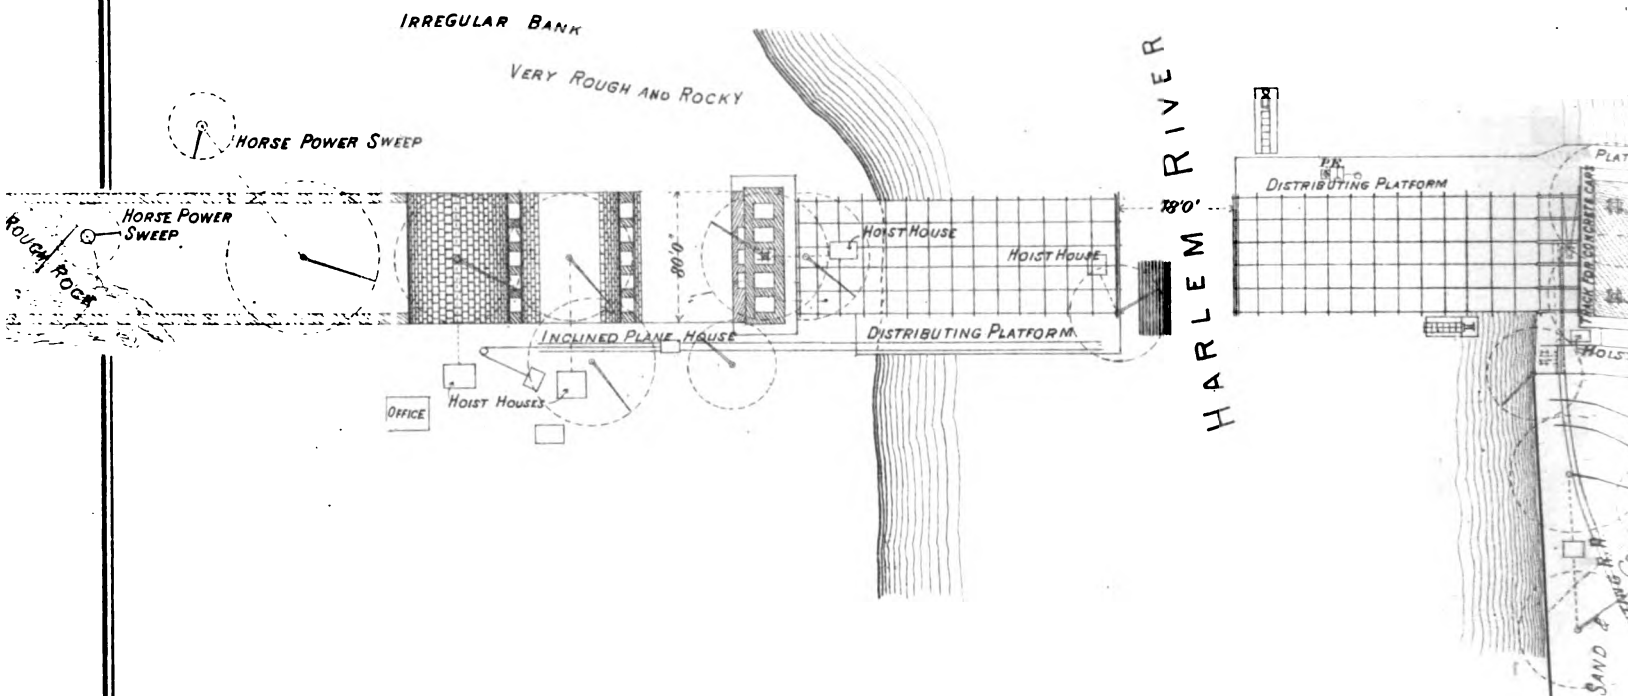 IRREGULAR BANK
VERY ROUGH AND ROCKY
HARLEM RIVER
HORSE POWER SWEEP
HORSE POWER
SWEEP
ROUGH ROCK
80'0"
HOIST HOUSE
HOIST HOUSE
78'0'
DISTRIBUTING PLATFORM
TRACK FOR CONCRETE CARS
INCLINED PLANE HOUSE
DISTRIBUTING PLATFORM
HOIST HOUSES
OFFICE
HOIST
SAND &